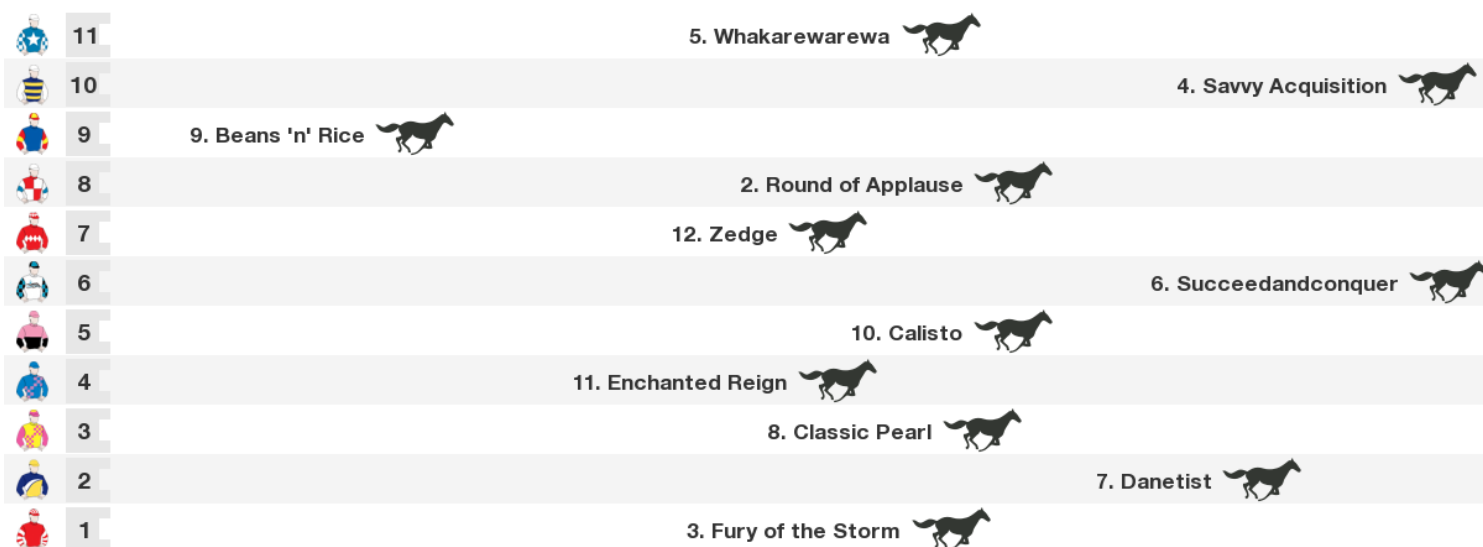 11 5. Whakarewarewa
10 4. Savvy Acquisition
9 9. Beans 'n' Rice
8 2. Round of Applause
7 12. Zedge
6 6. Succeedandconquer
5 10. Calisto
4 11. Enchanted Reign
3 8. Classic Pearl
2 7. Danetist
1 3. Fury of the Storm